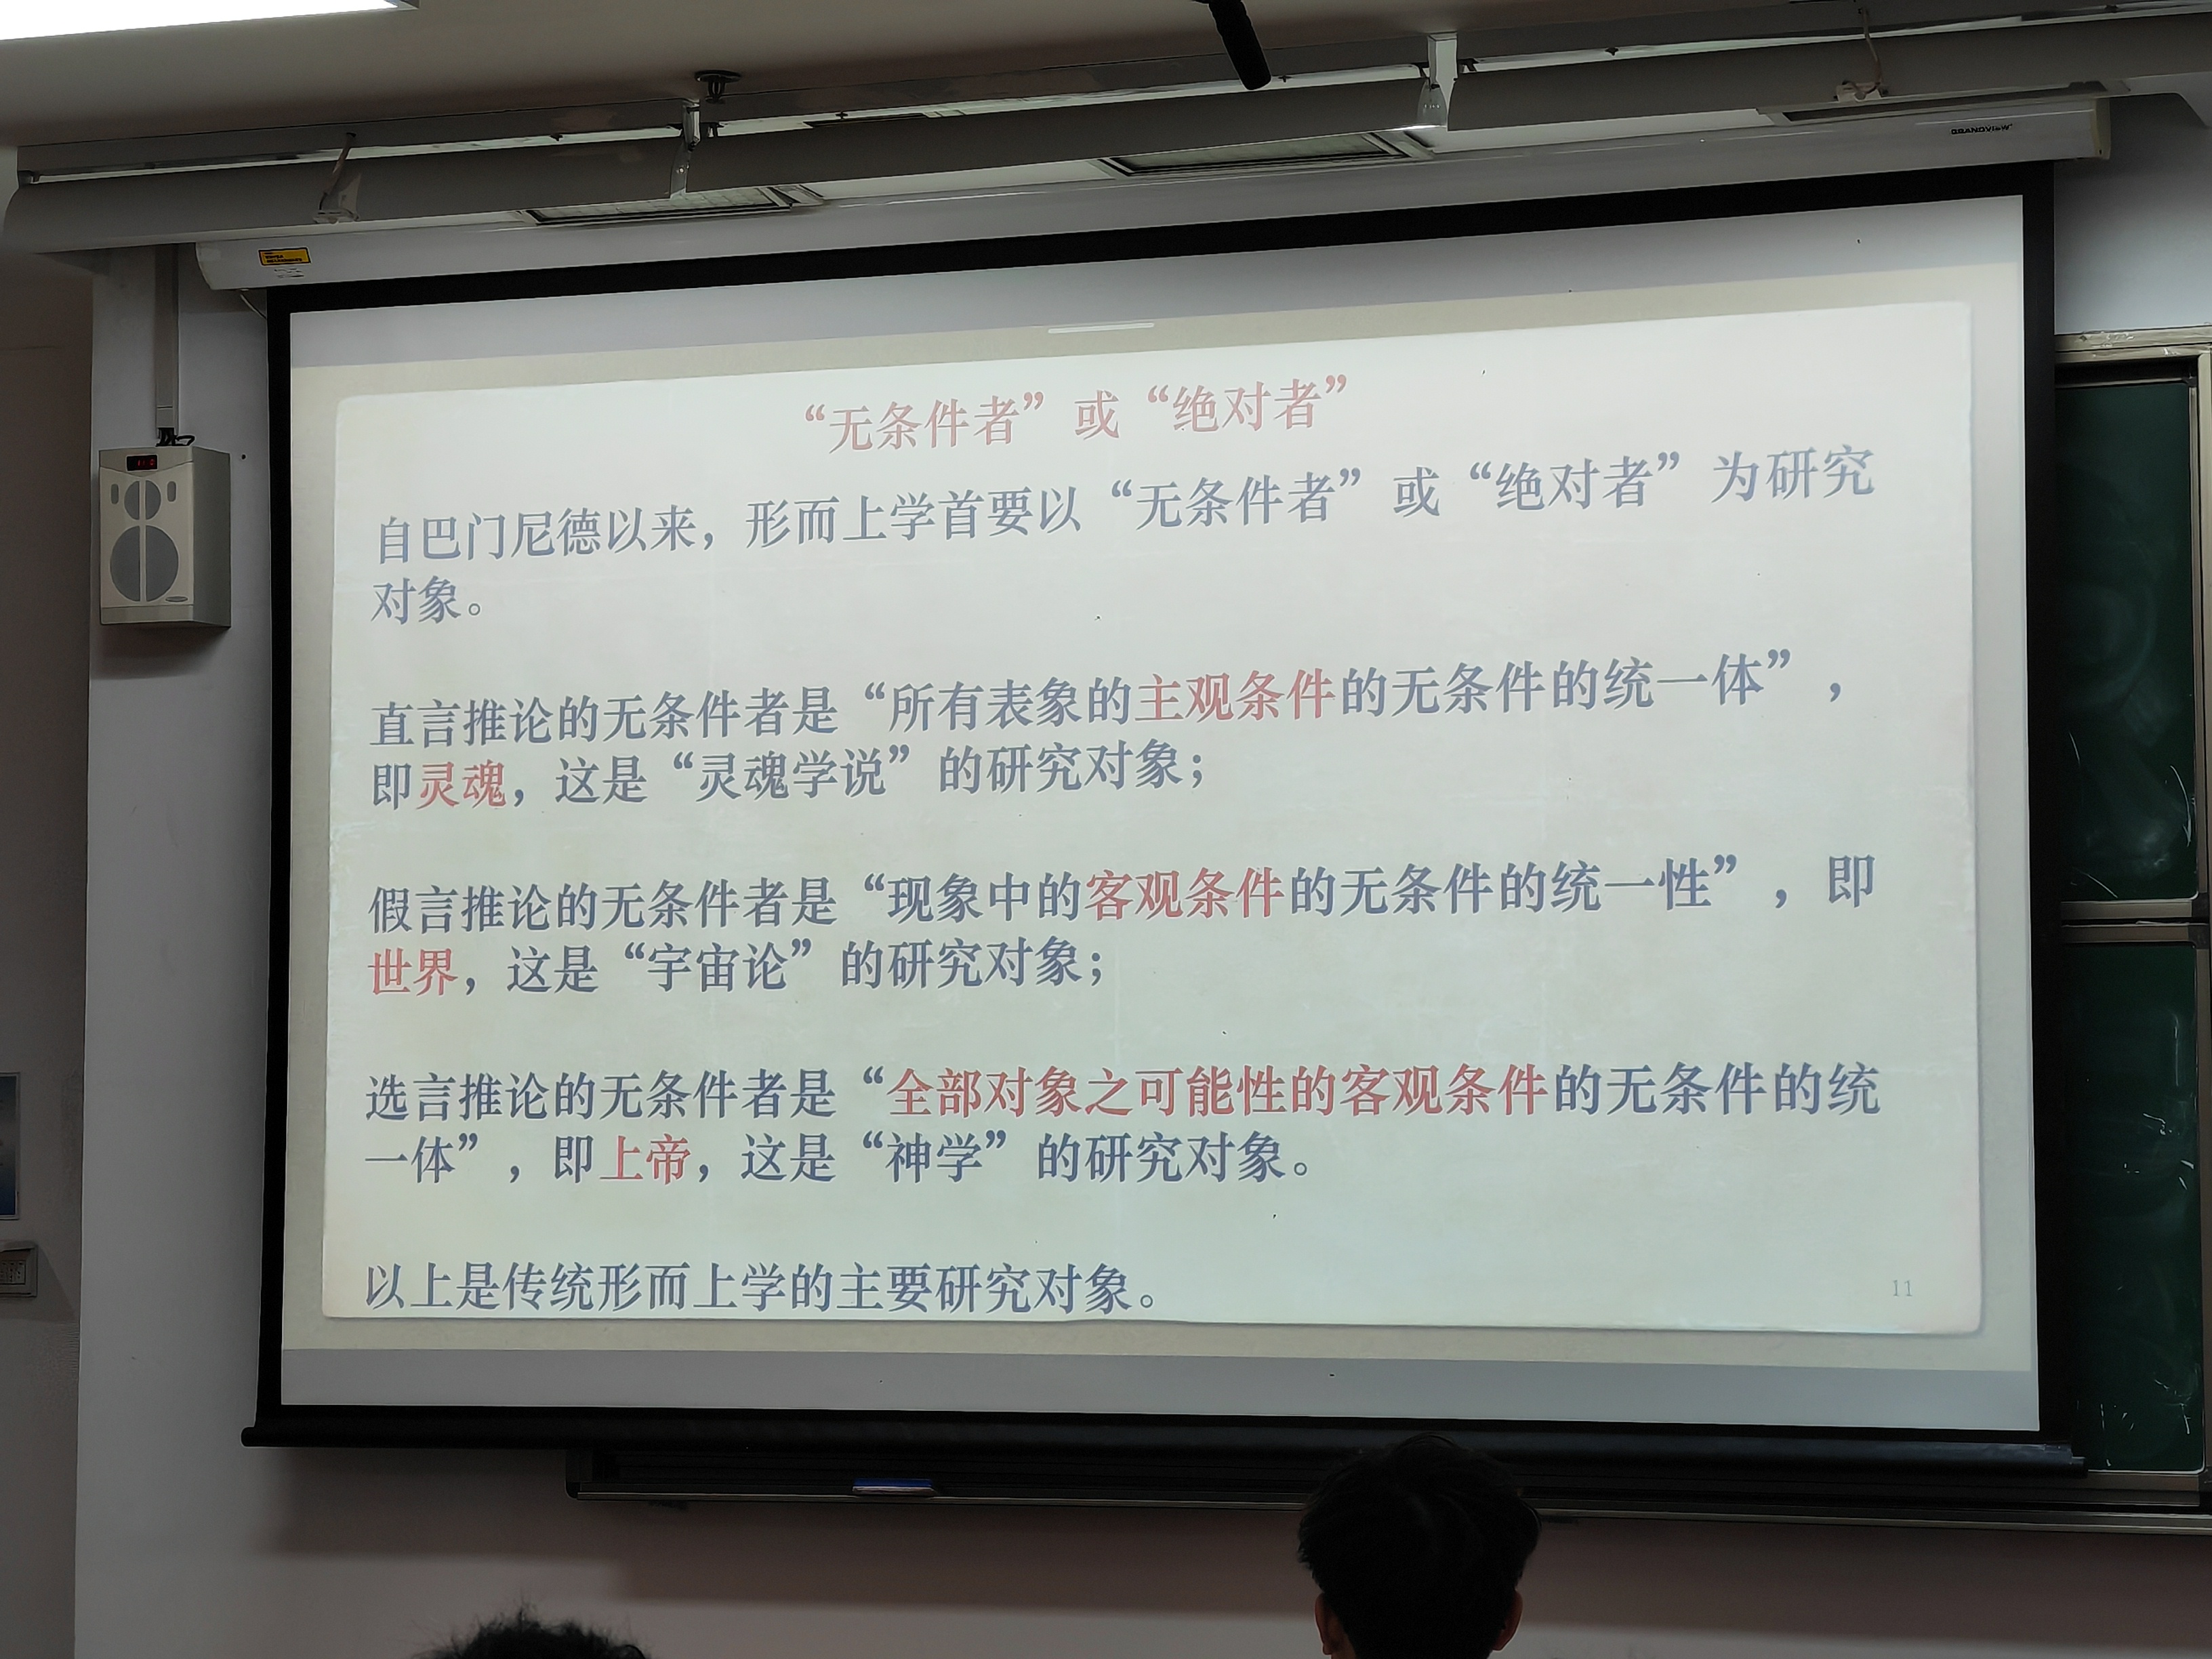 GRANDVIEW
“无条件者”或“绝对者”
自巴门尼德以来，形而上学首要以“无条件者”或“绝对者”为研究
对象。
直言推论的无条件者是“所有表象的主观条件的无条件的统一体”，
即灵魂，这是“灵魂学说”的研究对象；
假言推论的无条件者是“现象中的客观条件的无条件的统一性”，即
世界，这是“宇宙论”的研究对象；
选言推论的无条件者是“全部对象之可能性的客观条件的无条件的统
一体”，即上帝，这是“神学”的研究对象。
以上是传统形而上学的主要研究对象。
11